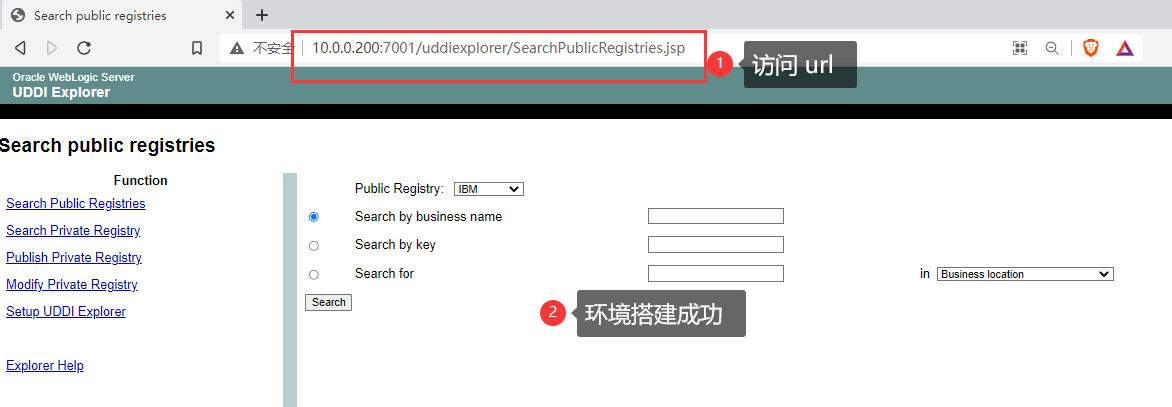 Search public registries
不安全 10.0.0.200:7001/uddiexplorer/SearchPublicRegistries.jsp
1 访问 url
Oracle WebLogic Server
UDDI Explorer
Search public registries
Function
Search Public Registries
Search Private Registry
Publish Private Registry
Modify Private Registry
Setup UDDI Explorer
Explorer Help
Public Registry: IBM
Search by business name
Search by key
Search for in Business location
Search
2 环境搭建成功